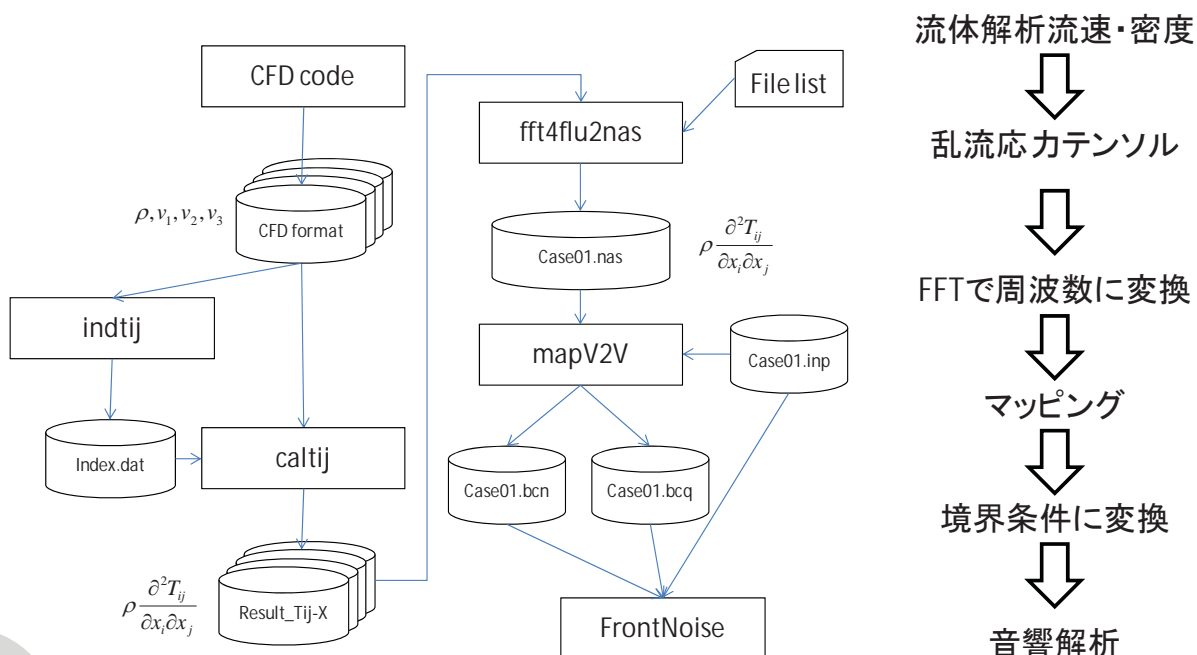 CFD code
ρ,v₁,v₂,v₃
CFD format
indtij
Index.dat
caltij
ρ ∂²Tᵢⱼ / ∂xᵢ∂xⱼ
Result_Tij-X
File list
fft4flu2nas
Case01.nas
ρ ∂²Tᵢⱼ / ∂xᵢ∂xⱼ
mapV2V
Case01.inp
Case01.bcn
Case01.bcq
FrontNoise
流体解析流速・密度
乱流応力テンソル
FFTで周波数に変換
マッピング
境界条件に変換
音響解析